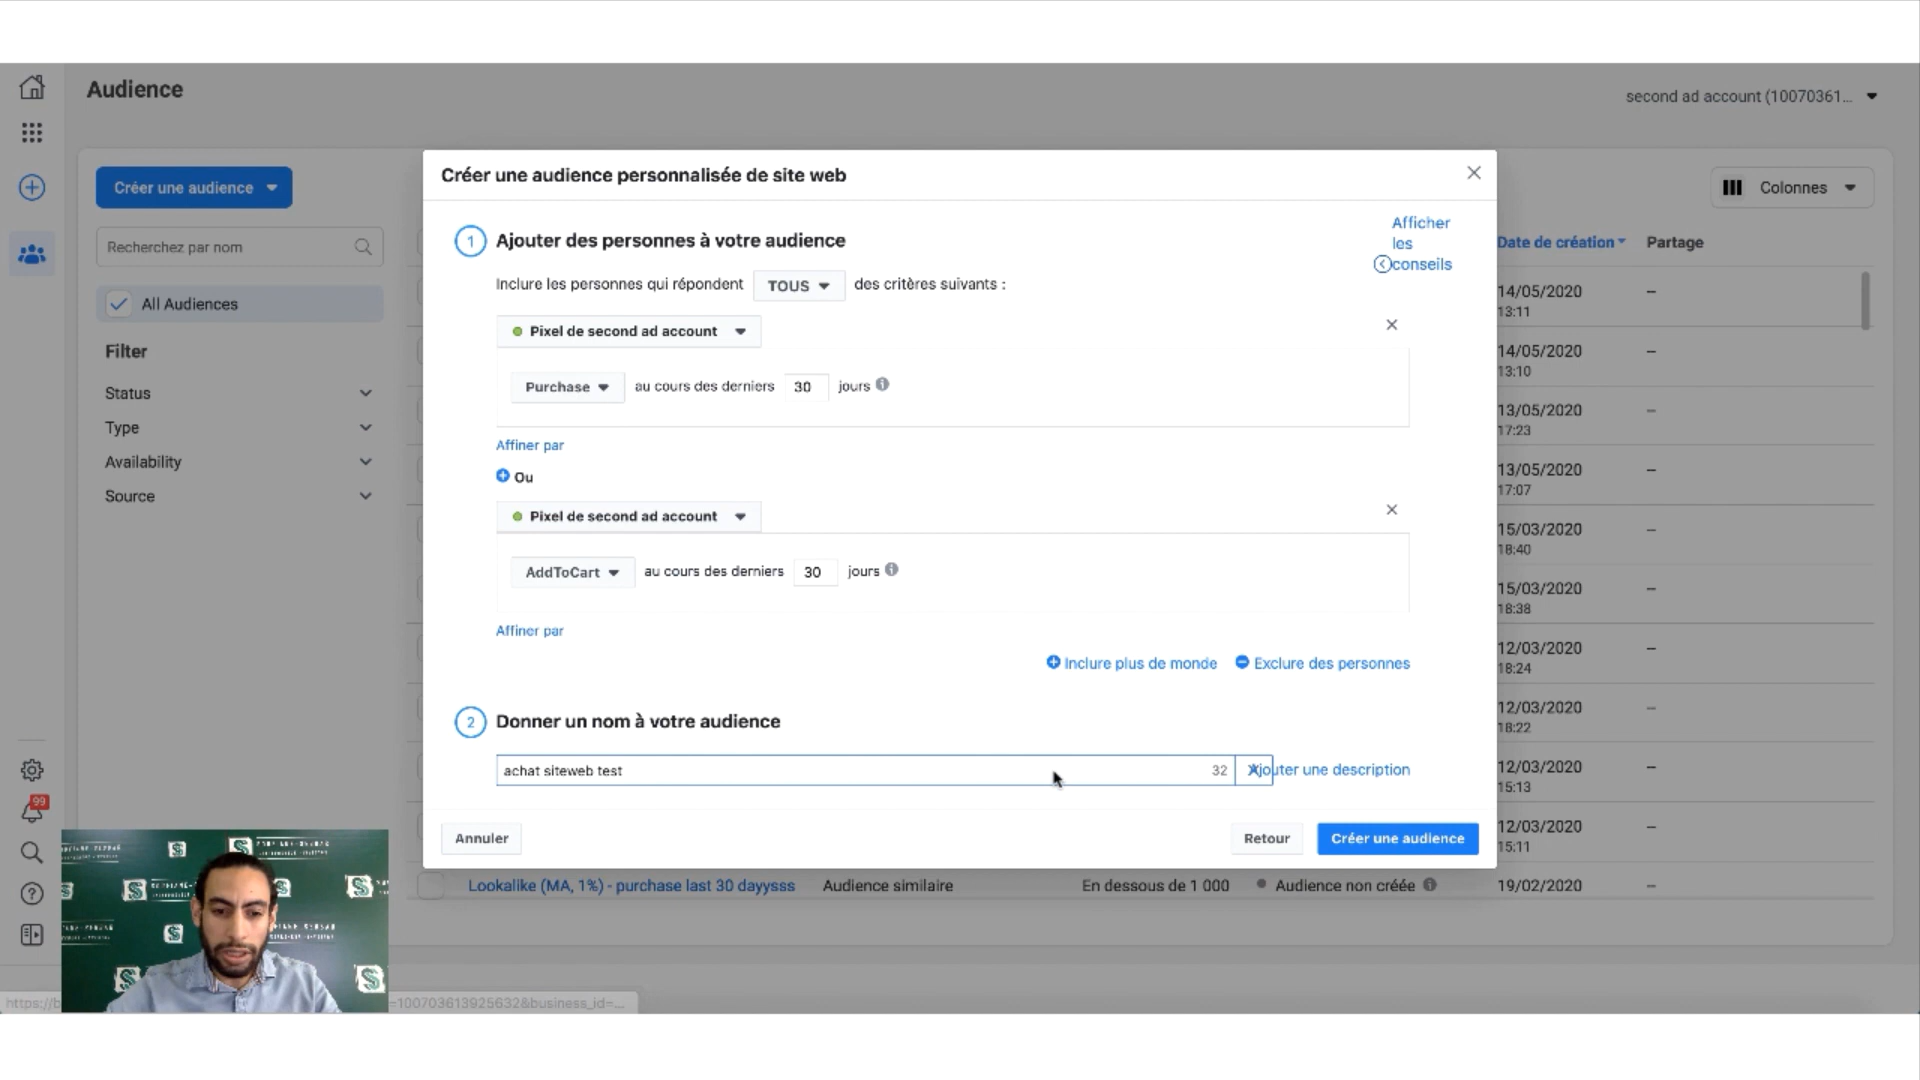 Audience
second ad account (10070361...
Créer une audience
Recherchez par nom
All Audiences
Filter
Status
Type
Availability
Source
Colonnes
Date de création
Partage
14/05/2020
13:11
–
14/05/2020
13:10
–
13/05/2020
17:23
–
13/05/2020
17:07
–
15/03/2020
18:40
–
15/03/2020
18:38
–
12/03/2020
18:24
–
12/03/2020
18:22
–
12/03/2020
15:13
–
12/03/2020
15:11
–
Créer une audience personnalisée de site web
1 Ajouter des personnes à votre audience
Afficher
les
conseils
Inclure les personnes qui répondent TOUS des critères suivants :
Pixel de second ad account
Purchase au cours des derniers 30 jours
Affiner par
Ou
Pixel de second ad account
AddToCart au cours des derniers 30 jours
Affiner par
Inclure plus de monde Exclure des personnes
2 Donner un nom à votre audience
achat siteweb test 32 Ajouter une description
Annuler Retour Créer une audience
Lookalike (MA, 1%) - purchase last 30 dayysss Audience similaire En dessous de 1 000 Audience non créée 19/02/2020 –
99
https://b
=100703613925632&business_id=...